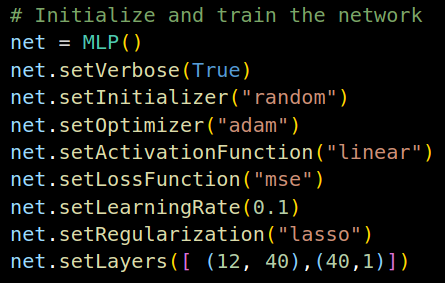 # Initialize and train the network
net = MLP()
net.setVerbose(True)
net.setInitializer("random")
net.setOptimizer("adam")
net.setActivationFunction("linear")
net.setLossFunction("mse")
net.setLearningRate(0.1)
net.setRegularization("lasso")
net.setLayers([ (12, 40),(40,1)])